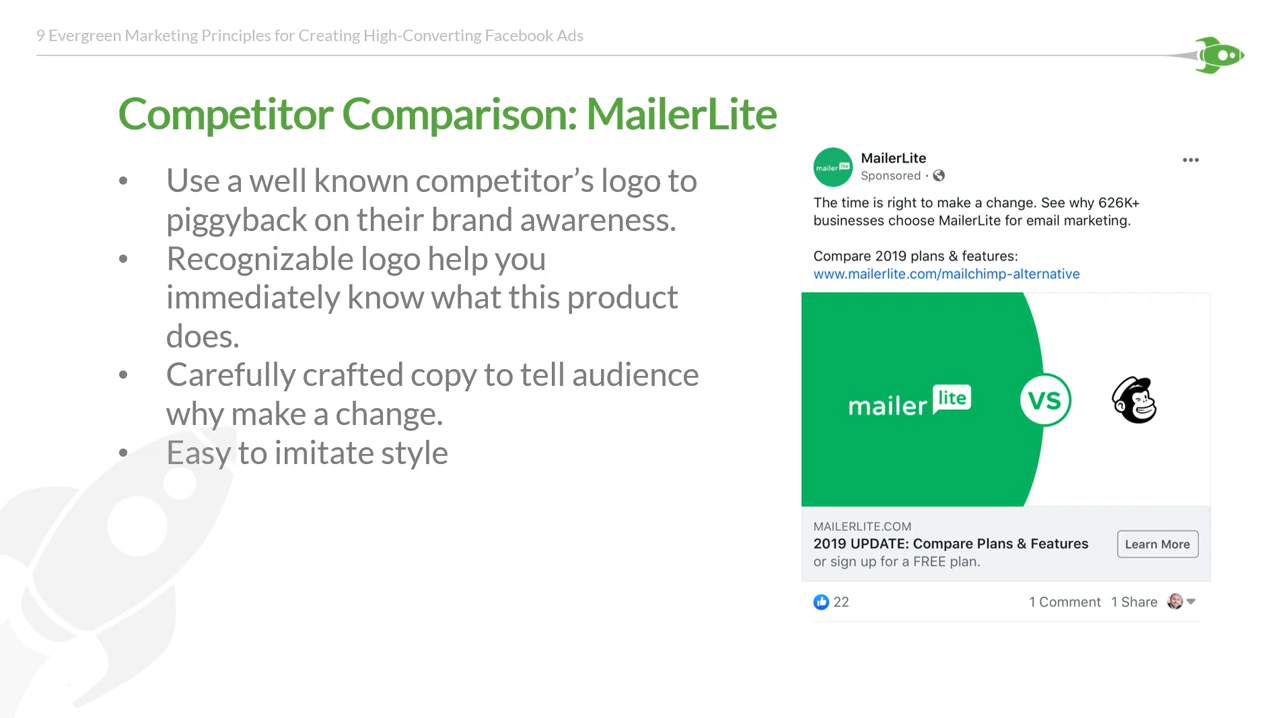 9 Evergreen Marketing Principles for Creating High-Converting Facebook Ads
Competitor Comparison: MailerLite
• Use a well known competitor’s logo to
piggyback on their brand awareness.
• Recognizable logo help you
immediately know what this product
does.
• Carefully crafted copy to tell audience
why make a change.
• Easy to imitate style
mailer lite
MailerLite
Sponsored ·
The time is right to make a change. See why 626K+
businesses choose MailerLite for email marketing.
Compare 2019 plans & features:
www.mailerlite.com/mailchimp-alternative
mailer lite
VS
MAILERLITE.COM
2019 UPDATE: Compare Plans & Features
or sign up for a FREE plan.
Learn More
22
1 Comment 1 Share